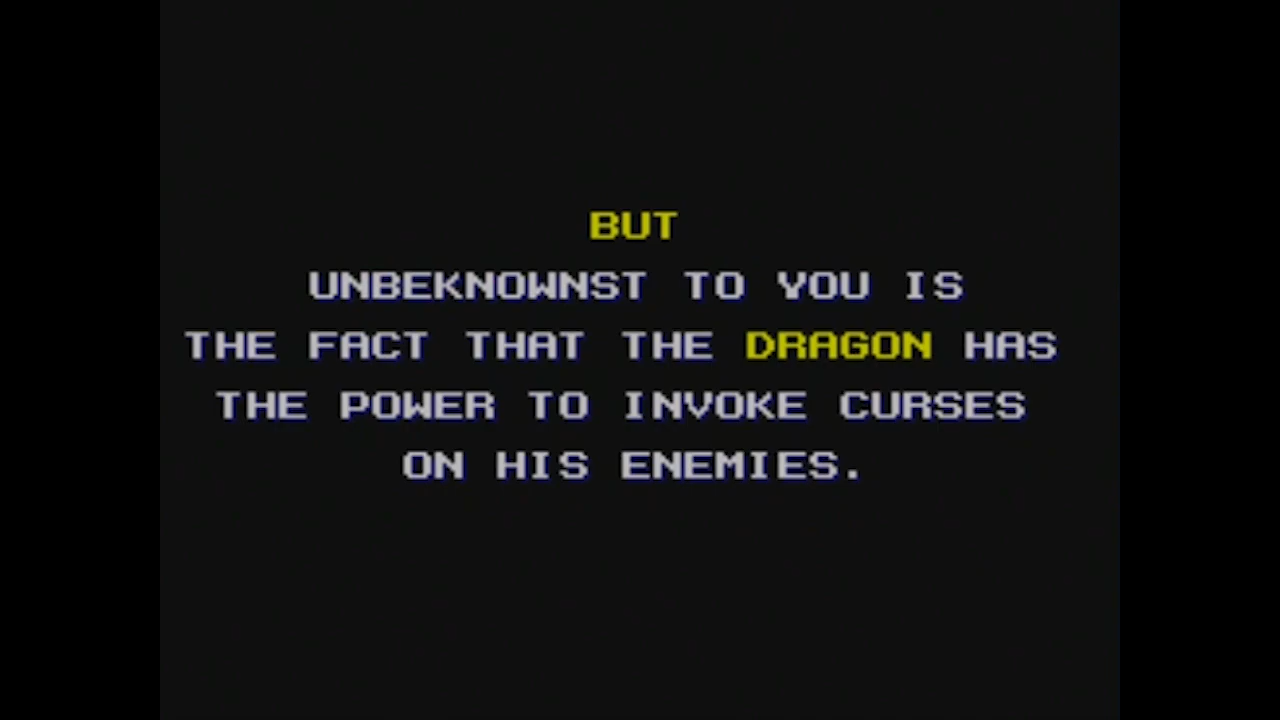 BUT
UNBEKNOWNST TO YOU IS
THE FACT THAT THE DRAGON HAS
THE POWER TO INVOKE CURSES
ON HIS ENEMIES.